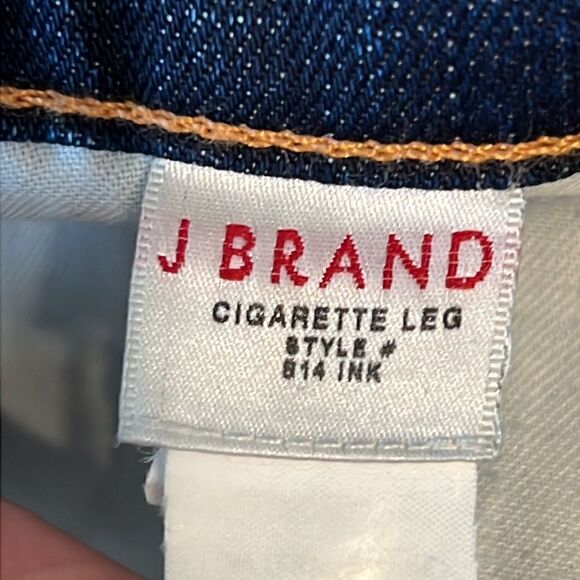 J BRAND
CIGARETTE LEG
STYLE #
814 INK